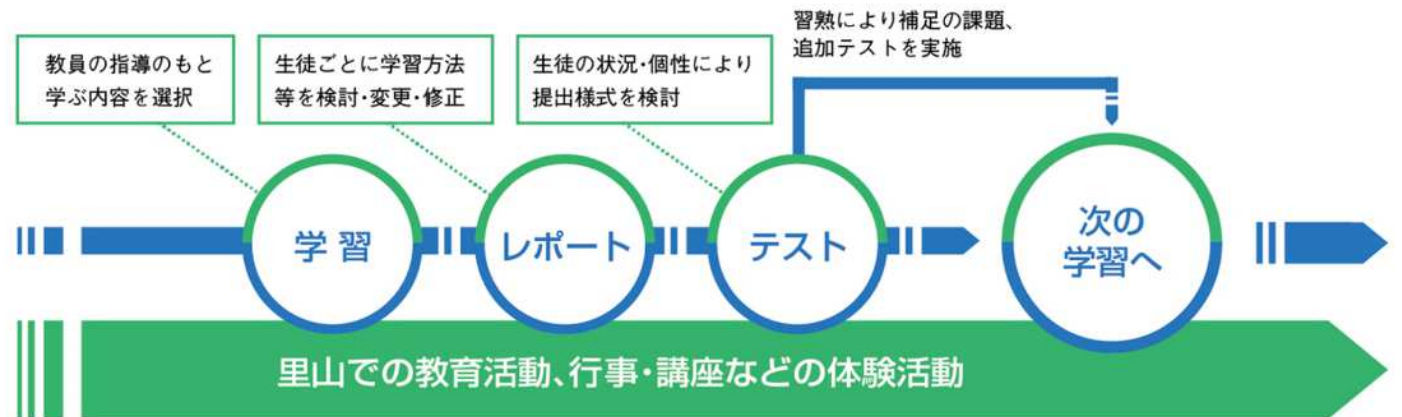 習熟により補足の課題、
追加テストを実施
教員の指導のもと
学ぶ内容を選択
生徒ごとに学習方法
等を検討・変更・修正
生徒の状況・個性により
提出様式を検討
学習
レポート
テスト
次の
学習へ
里山での教育活動、行事・講座などの体験活動